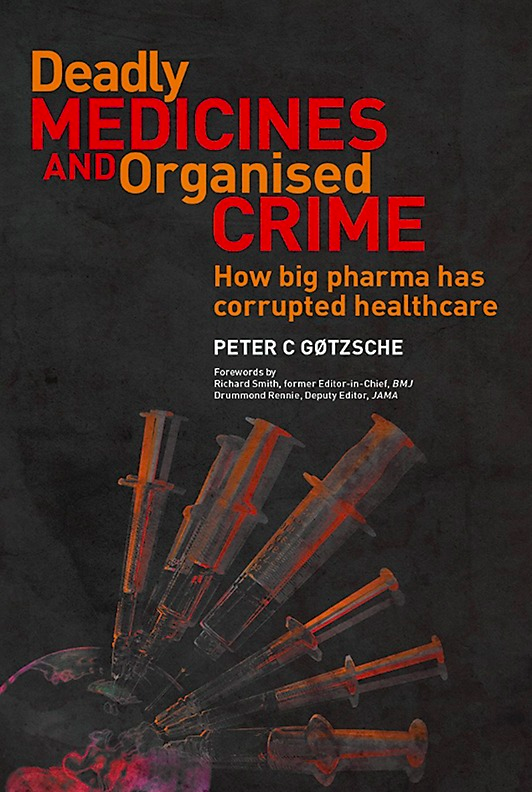 Deadly
MEDICINES
AND Organised
CRIME
How big pharma has
corrupted healthcare
PETER C GØTZSCHE
Forewords by
Richard Smith, former Editor-in-Chief, BMJ
Drummond Rennie, Deputy Editor, JAMA